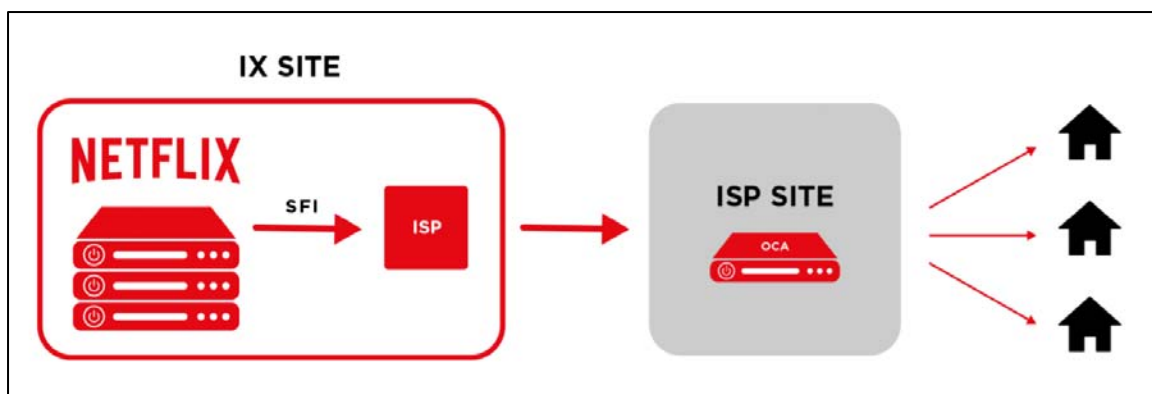 IX SITE
NETFLIX
SFI
ISP
ISP SITE
OCA